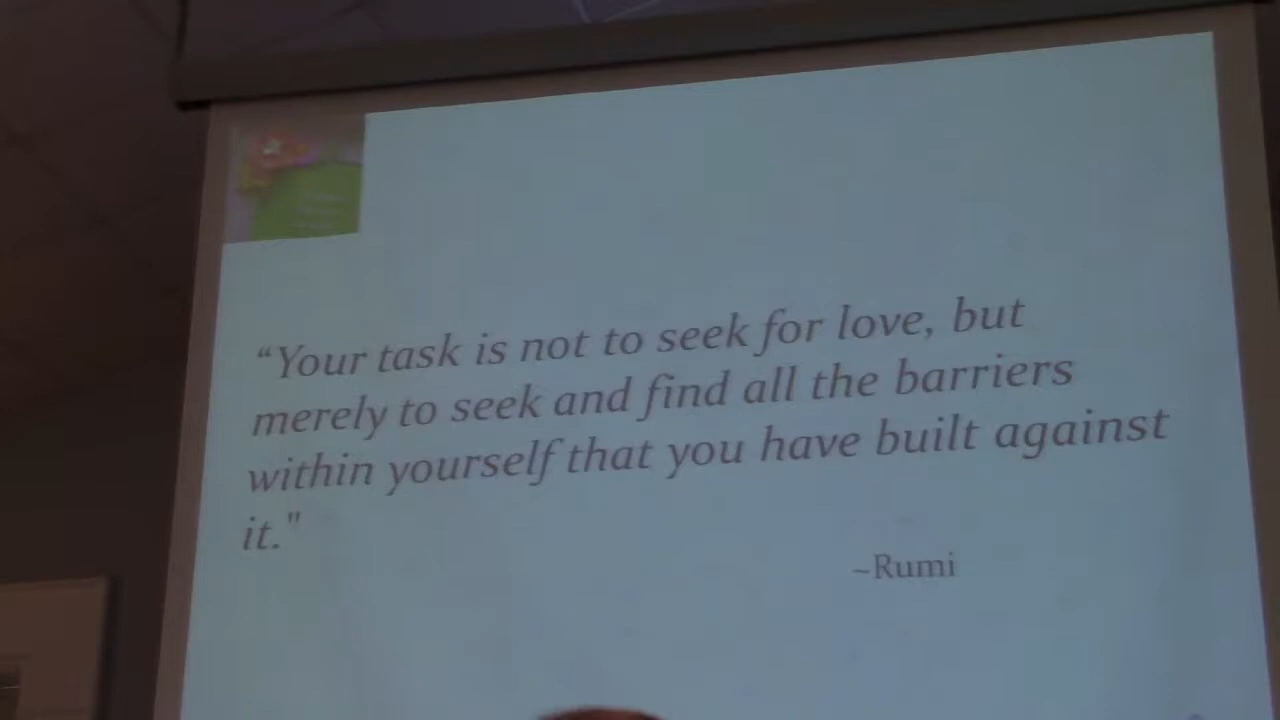 “Your task is not to seek for love, but
merely to seek and find all the barriers
within yourself that you have built against
it."
~Rumi